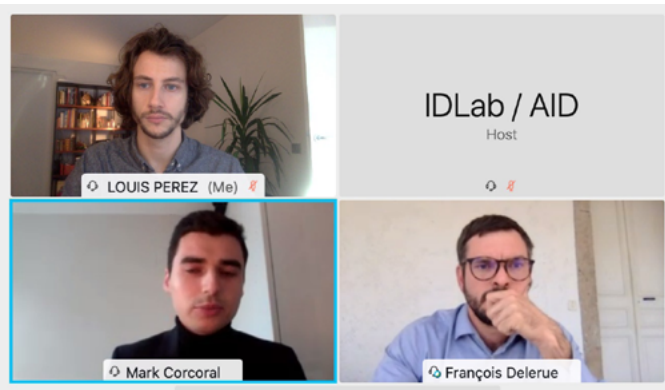 LOUIS PEREZ (Me)
IDLab / AID
Host
Mark Corcoral
François Delerue